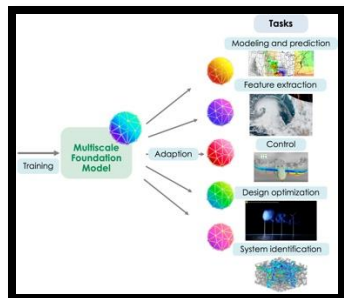 Tasks
Modeling and prediction
Feature extraction
Multiscale
Foundation
Model
Training
Adaption
Control
Design optimization
System identification